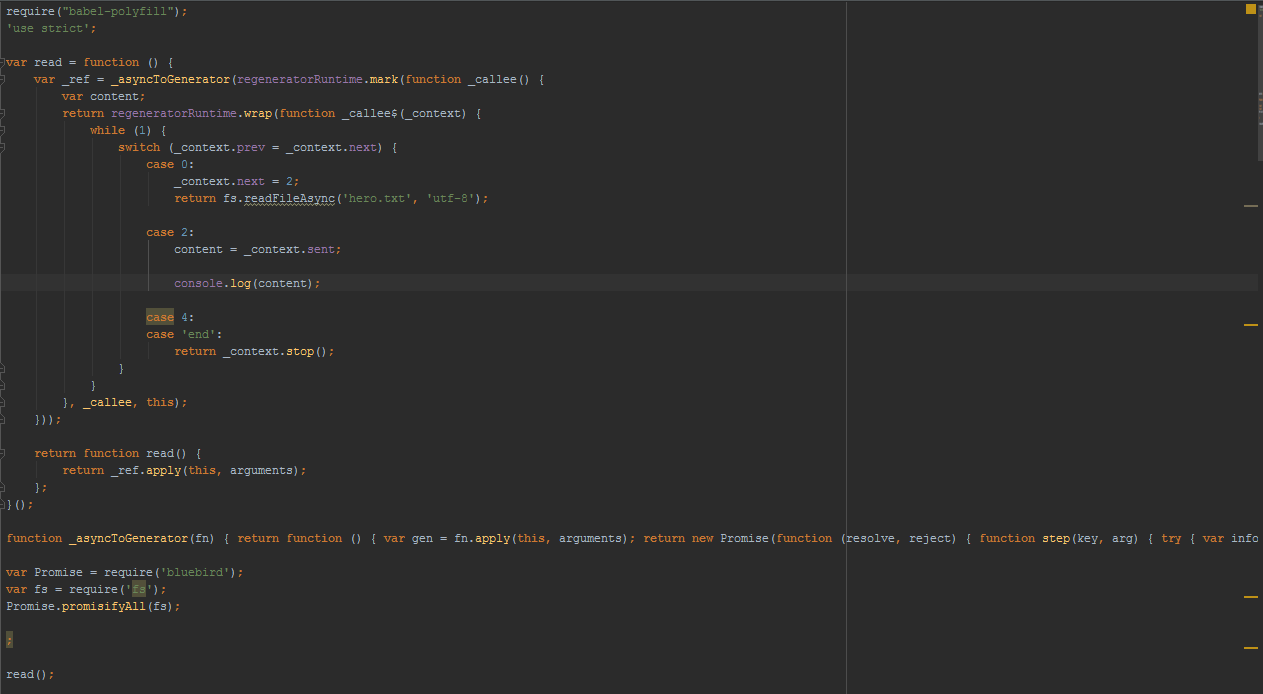 require("babel-polyfill");
'use strict';
var read = function () {
var _ref = _asyncToGenerator(regeneratorRuntime.mark(function _callee() {
var content;
return regeneratorRuntime.wrap(function _callee$(_context) {
while (1) {
switch (_context.prev = _context.next) {
case 0:
_context.next = 2;
return fs.readFileAsync('hero.txt', 'utf-8');
case 2:
content = _context.sent;
console.log(content);
case 4:
case 'end':
return _context.stop();
}
}
}, _callee, this);
}));
return function read() {
return _ref.apply(this, arguments);
};
}();
function _asyncToGenerator(fn) { return function () { var gen = fn.apply(this, arguments); return new Promise(function (resolve, reject) { function step(key, arg) { try { var info
var Promise = require('bluebird');
var fs = require('fs');
Promise.promisifyAll(fs);
;
read();